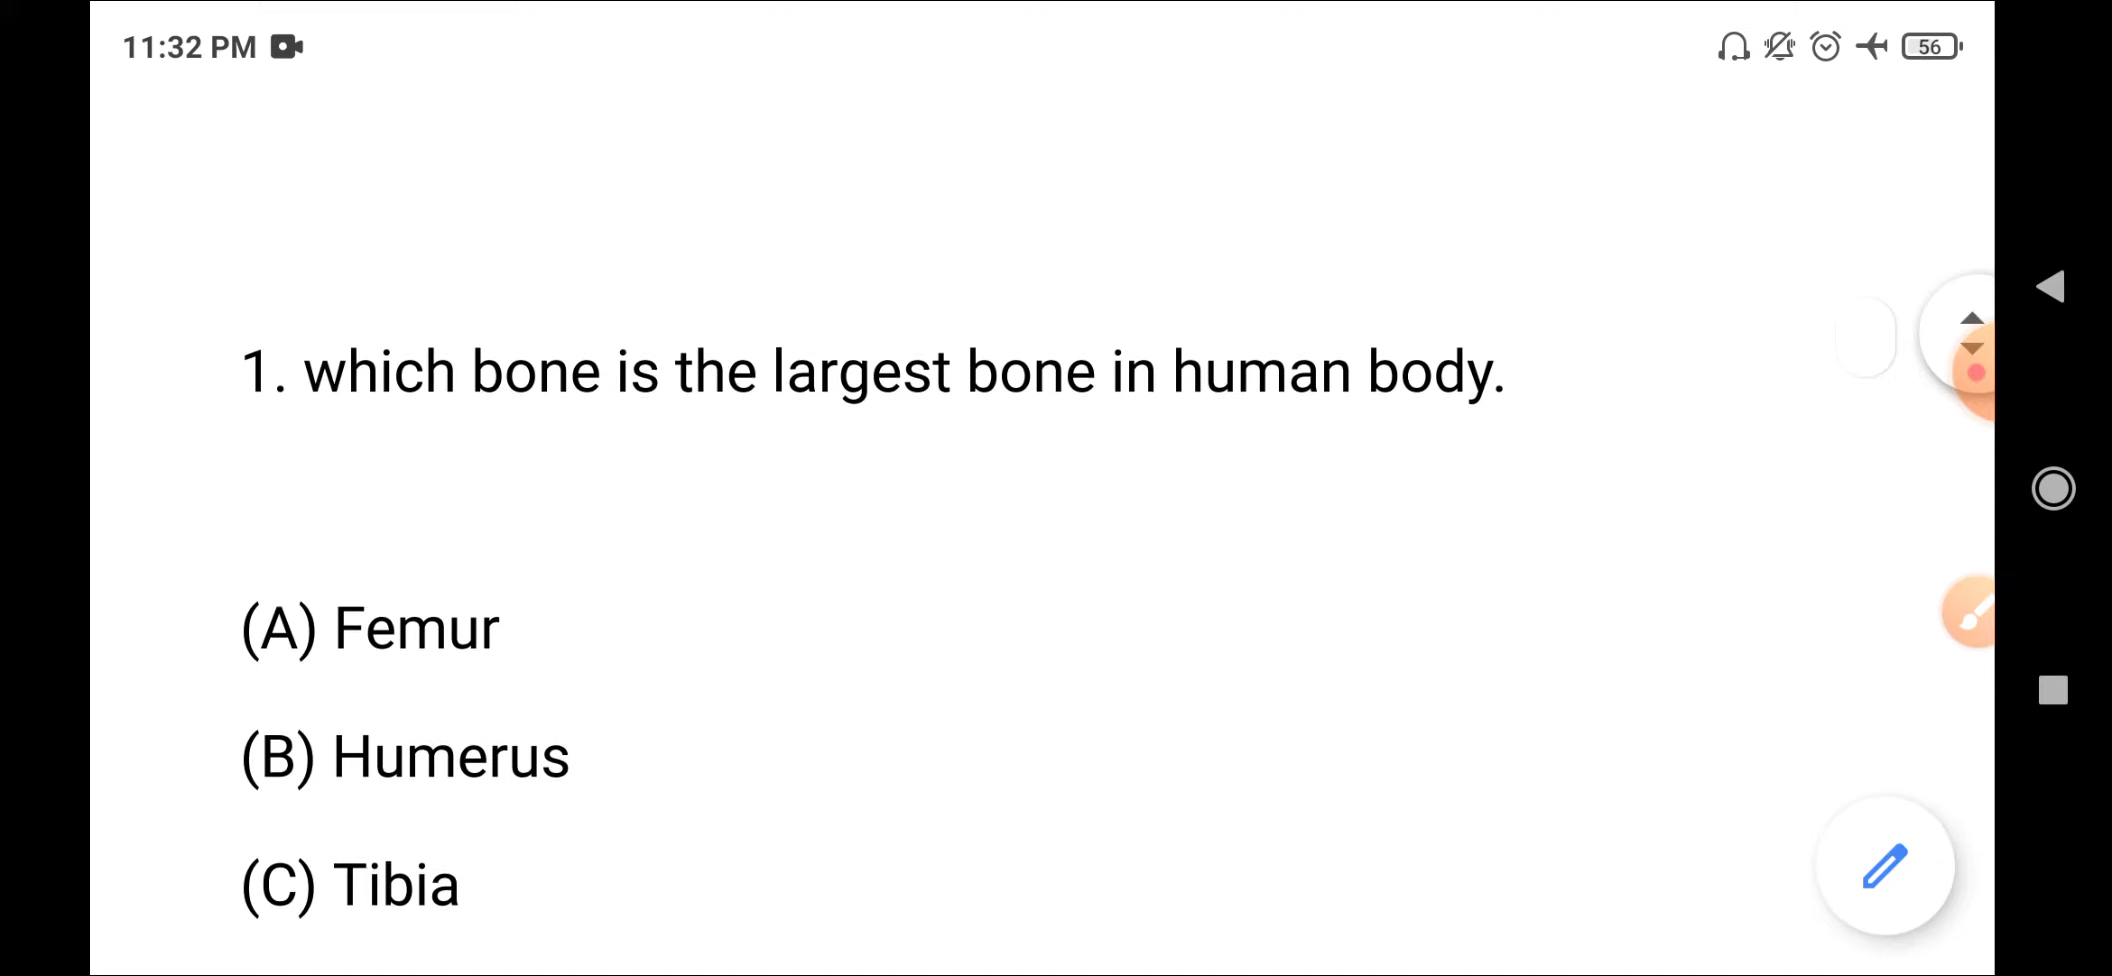 11:32 PM
56
1. which bone is the largest bone in human body.
(A) Femur
(B) Humerus
(C) Tibia